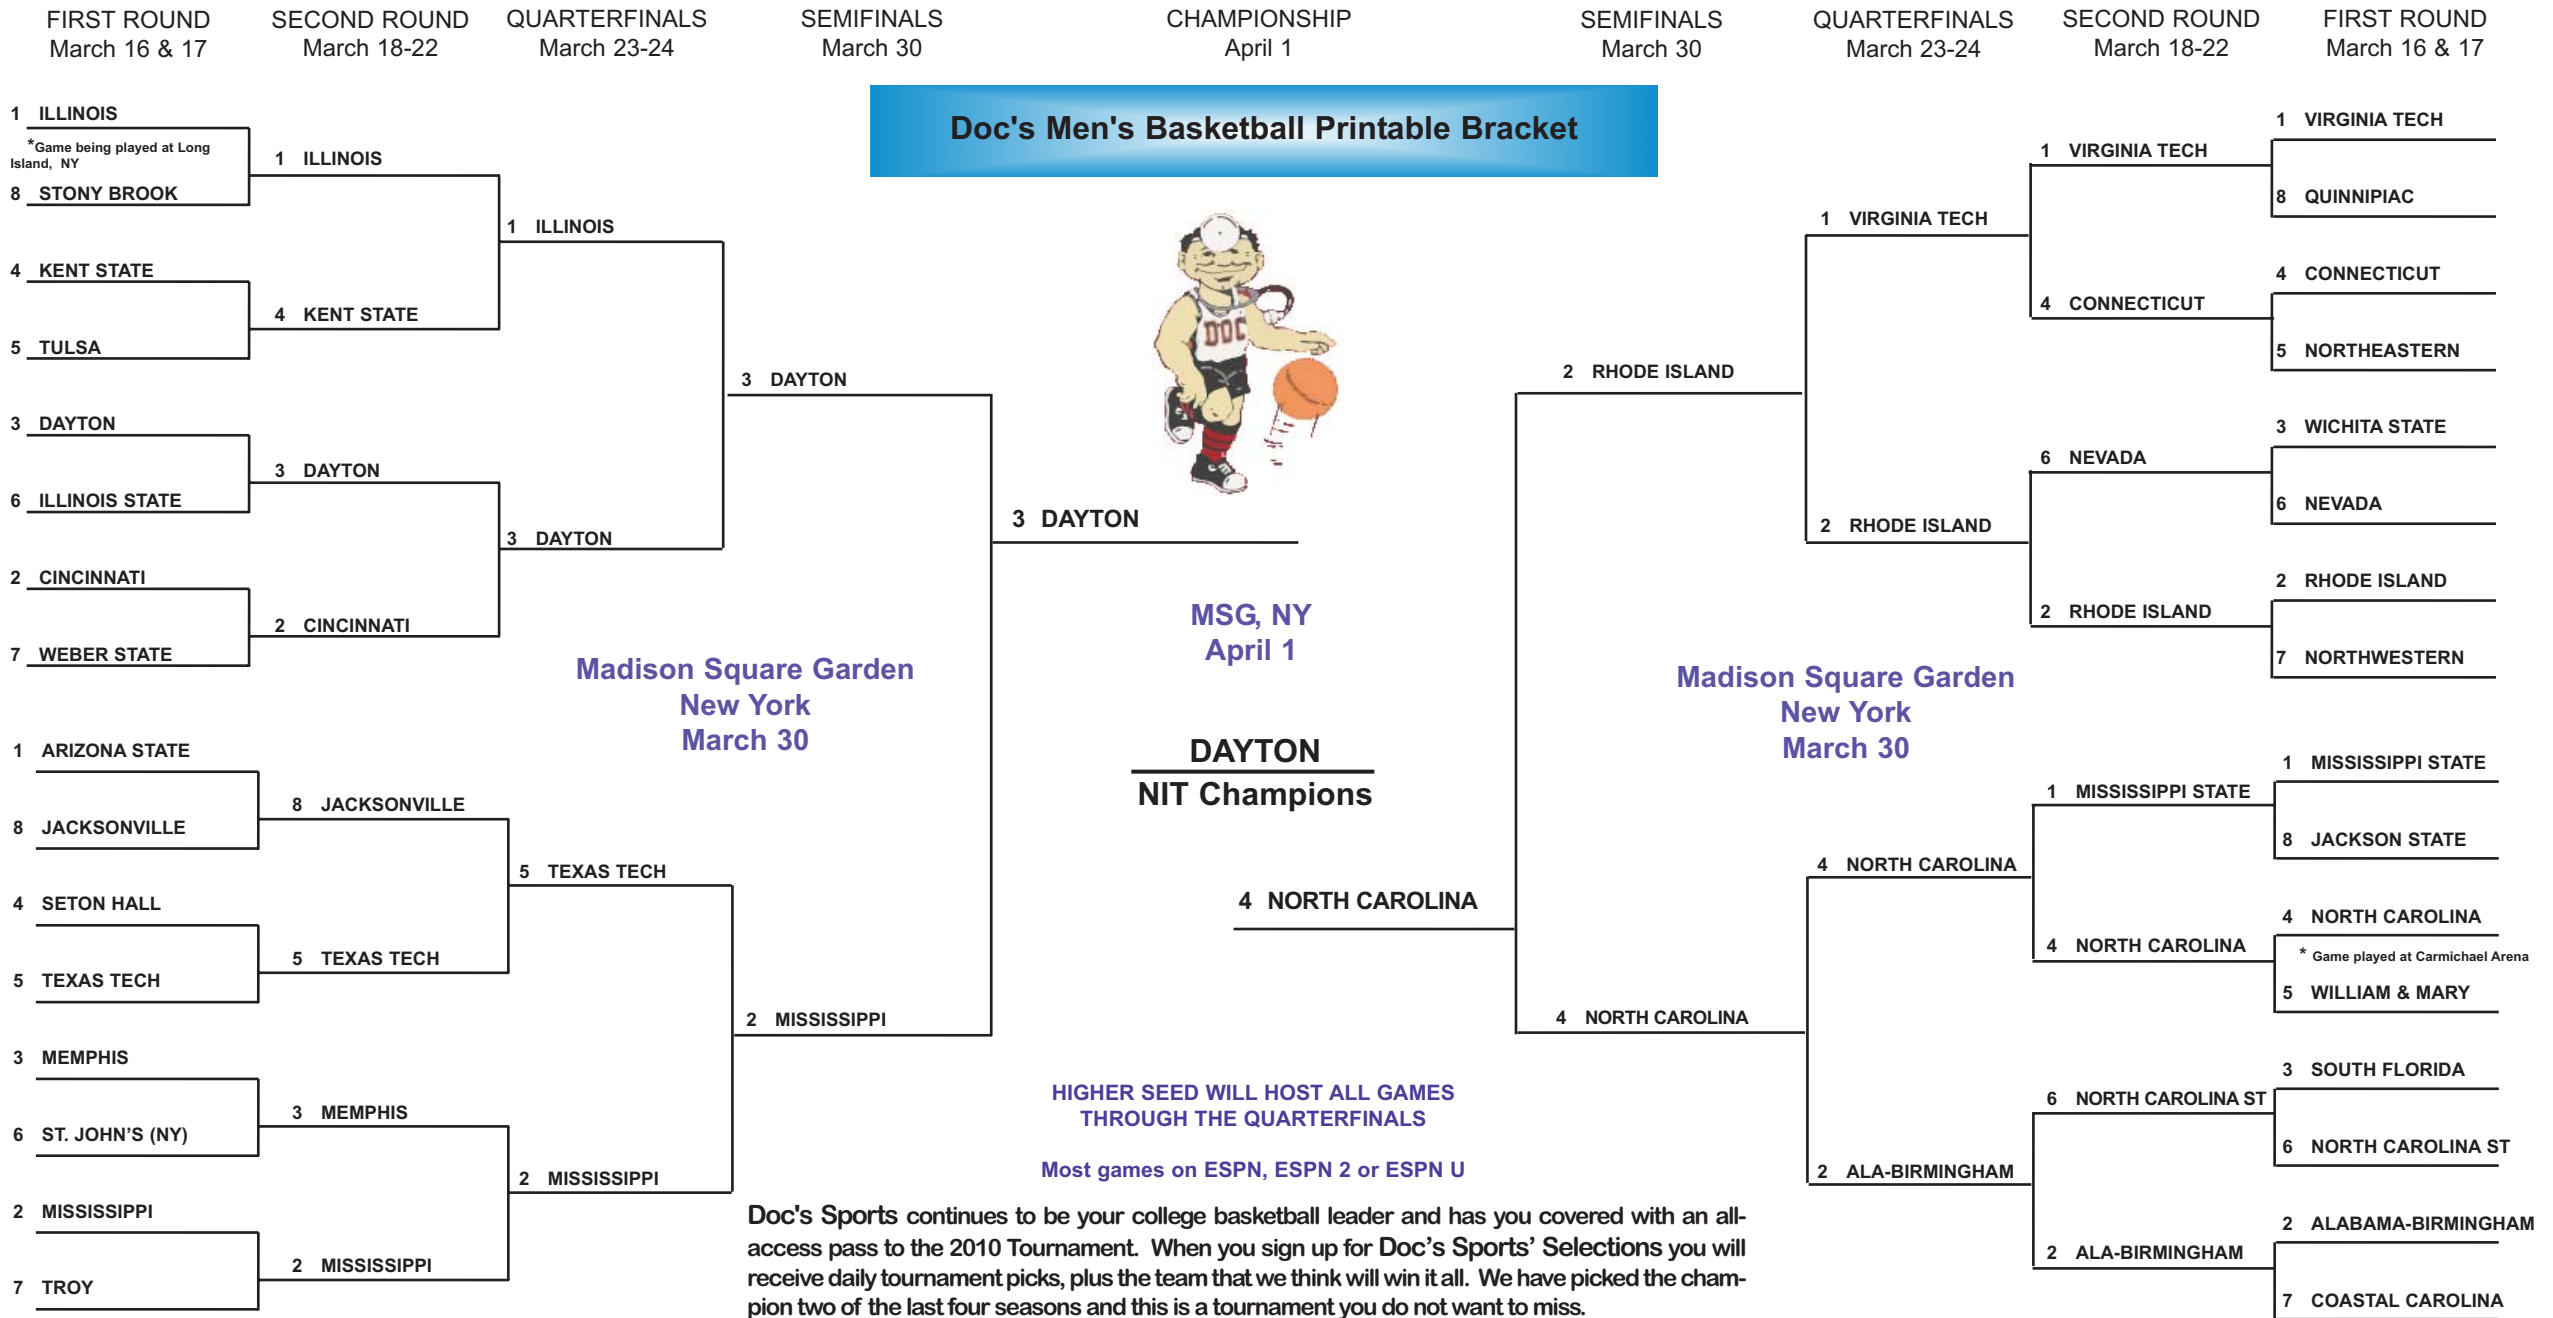 FIRST ROUND
March 16 & 17
SECOND ROUND
March 18-22
QUARTERFINALS
March 23-24
SEMIFINALS
March 30
CHAMPIONSHIP
April 1
SEMIFINALS
March 30
QUARTERFINALS
March 23-24
SECOND ROUND
March 18-22
FIRST ROUND
March 16 & 17
Doc's Men's Basketball Printable Bracket
1 ILLINOIS
*Game being played at Long
Island, NY
8 STONY BROOK
4 KENT STATE
5 TULSA
3 DAYTON
6 ILLINOIS STATE
2 CINCINNATI
7 WEBER STATE
1 ARIZONA STATE
8 JACKSONVILLE
4 SETON HALL
5 TEXAS TECH
3 MEMPHIS
6 ST. JOHN’S (NY)
2 MISSISSIPPI
7 TROY
1 ILLINOIS
4 KENT STATE
3 DAYTON
2 CINCINNATI
8 JACKSONVILLE
5 TEXAS TECH
3 MEMPHIS
2 MISSISSIPPI
1 ILLINOIS
3 DAYTON
5 TEXAS TECH
2 MISSISSIPPI
3 DAYTON
2 MISSISSIPPI
Madison Square Garden
New York
March 30
DOC
3 DAYTON
MSG, NY
April 1
DAYTON
NIT Champions
4 NORTH CAROLINA
HIGHER SEED WILL HOST ALL GAMES
THROUGH THE QUARTERFINALS
Most games on ESPN, ESPN 2 or ESPN U
Doc's Sports continues to be your college basketball leader and has you covered with an all-
access pass to the 2010 Tournament. When you sign up for Doc’s Sports’ Selections you will
receive daily tournament picks, plus the team that we think will win it all. We have picked the cham-
pion two of the last four seasons and this is a tournament you do not want to miss.
2 RHODE ISLAND
4 NORTH CAROLINA
Madison Square Garden
New York
March 30
1 VIRGINIA TECH
2 RHODE ISLAND
4 NORTH CAROLINA
2 ALA-BIRMINGHAM
1 VIRGINIA TECH
4 CONNECTICUT
6 NEVADA
2 RHODE ISLAND
1 MISSISSIPPI STATE
4 NORTH CAROLINA
6 NORTH CAROLINA ST
2 ALA-BIRMINGHAM
1 VIRGINIA TECH
8 QUINNIPIAC
4 CONNECTICUT
5 NORTHEASTERN
3 WICHITA STATE
6 NEVADA
2 RHODE ISLAND
7 NORTHWESTERN
1 MISSISSIPPI STATE
8 JACKSON STATE
4 NORTH CAROLINA
* Game played at Carmichael Arena
5 WILLIAM & MARY
3 SOUTH FLORIDA
6 NORTH CAROLINA ST
2 ALABAMA-BIRMINGHAM
7 COASTAL CAROLINA